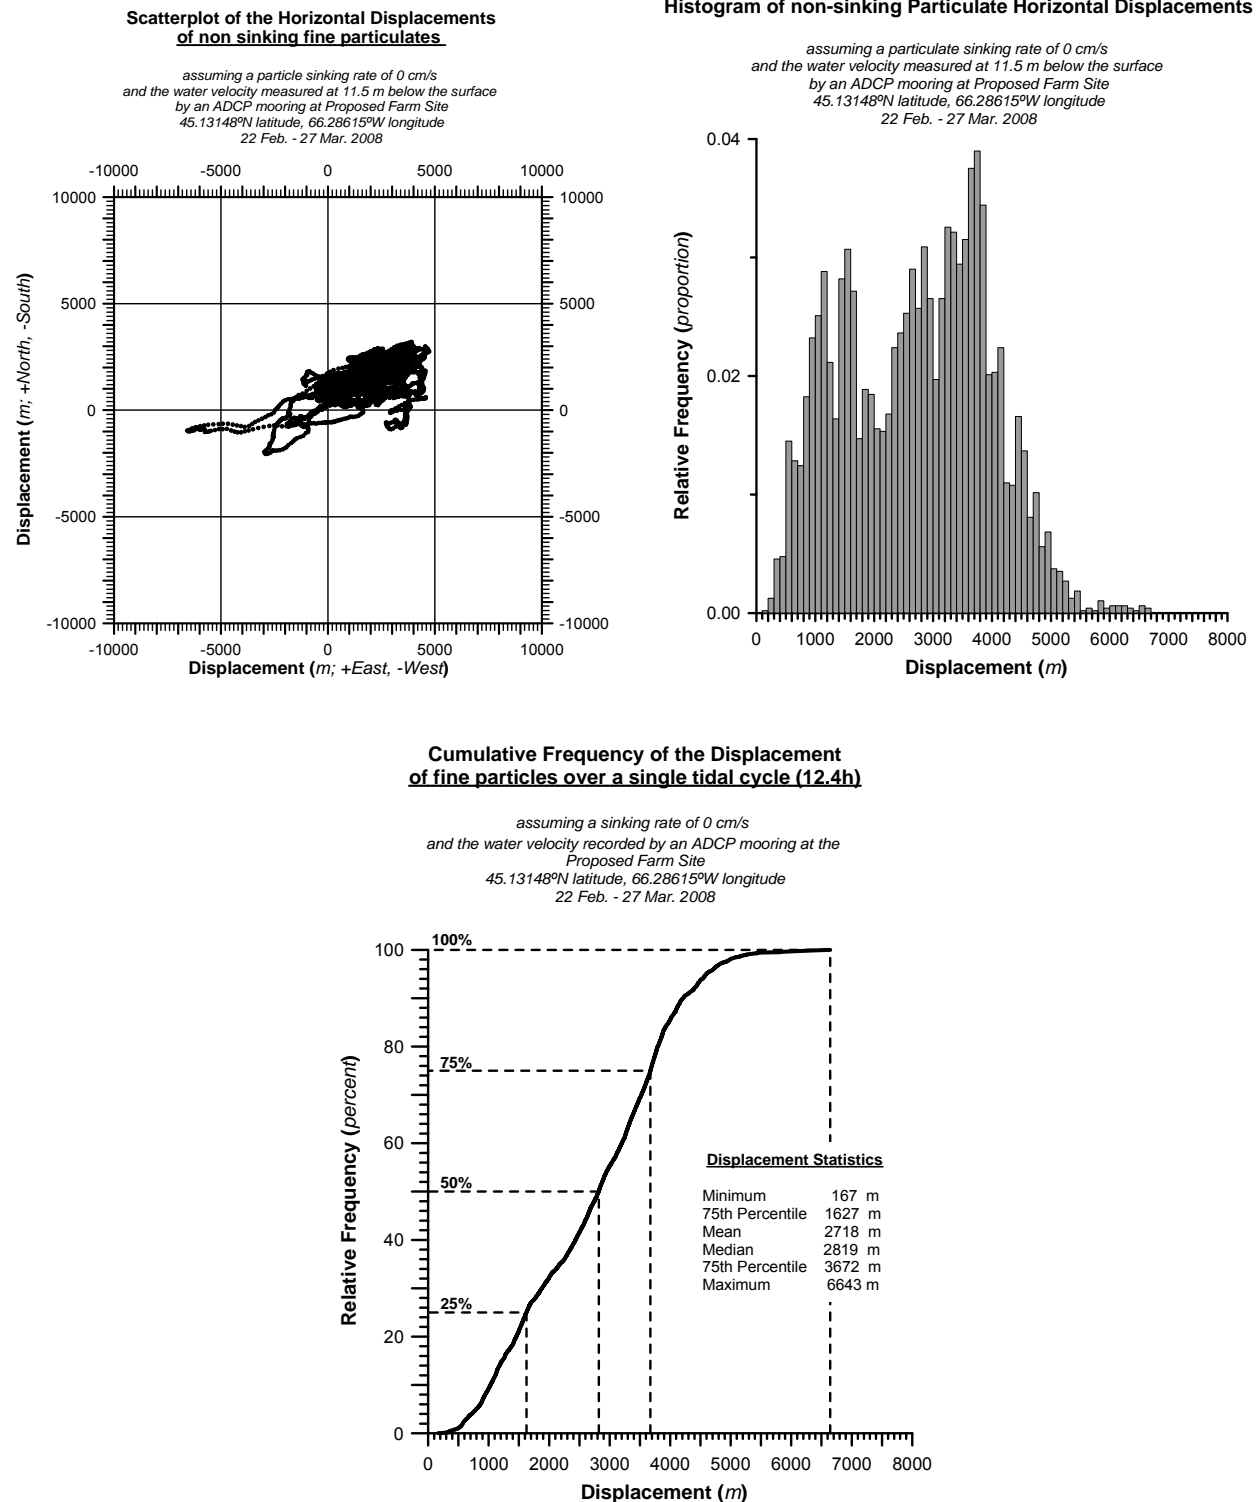 Scatterplot of the Horizontal Displacements
of non sinking fine particulates
assuming a particle sinking rate of 0 cm/s
and the water velocity measured at 11.5 m below the surface
by an ADCP mooring at Proposed Farm Site
45.13148ºN latitude, 66.28615ºW longitude
22 Feb. - 27 Mar. 2008
-10000 -5000 0 5000 10000
10000 10000
5000 5000
0 0
-5000 -5000
-10000 -10000
-10000 -5000 0 5000 10000
Displacement (m; +North, -South)
Displacement (m; +East, -West)
Histogram of non-sinking Particulate Horizontal Displacements
assuming a particulate sinking rate of 0 cm/s
and the water velocity measured at 11.5 m below the surface
by an ADCP mooring at Proposed Farm Site
45.13148ºN latitude, 66.28615ºW longitude
22 Feb. - 27 Mar. 2008
0.04
0.02
0.00
Relative Frequency (proportion)
0 1000 2000 3000 4000 5000 6000 7000 8000
Displacement (m)
Cumulative Frequency of the Displacement
of fine particles over a single tidal cycle (12.4h)
assuming a sinking rate of 0 cm/s
and the water velocity recorded by an ADCP mooring at the
Proposed Farm Site
45.13148ºN latitude, 66.28615ºW longitude
22 Feb. - 27 Mar. 2008
100 100%
80
75%
60
50%
40
25%
20
0
Relative Frequency (percent)
Displacement Statistics
Minimum 167 m
75th Percentile 1627 m
Mean 2718 m
Median 2819 m
75th Percentile 3672 m
Maximum 6643 m
0 1000 2000 3000 4000 5000 6000 7000 8000
Displacement (m)